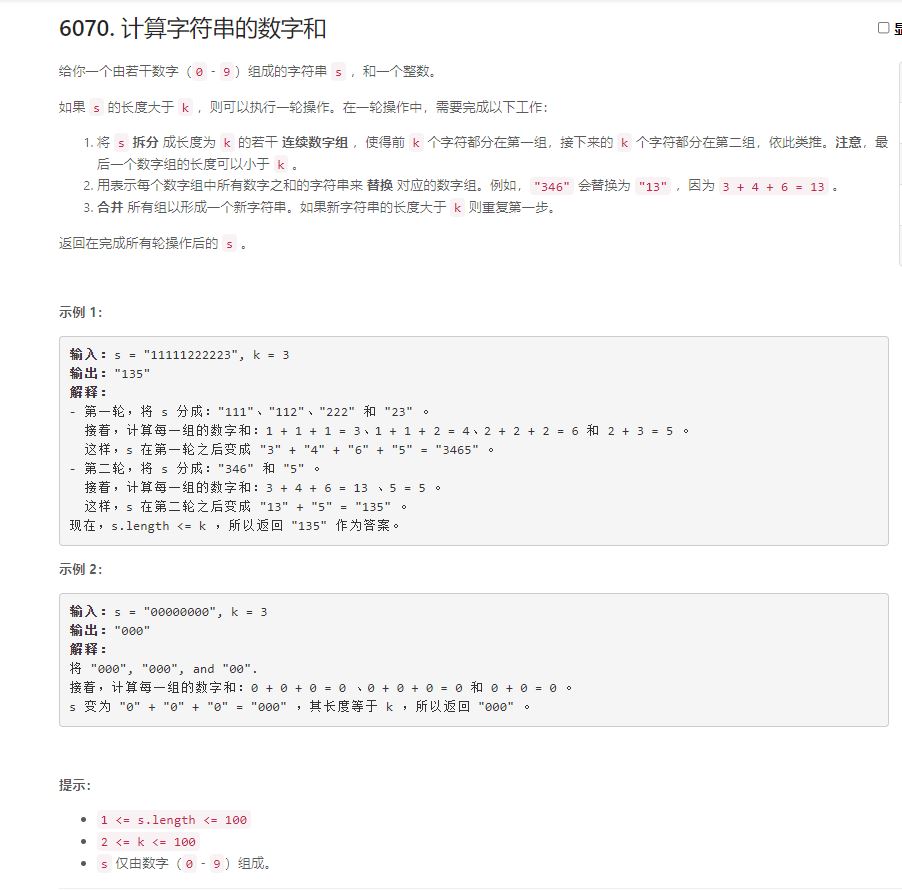 6070. 计算字符串的数字和
给你一个由若干数字（0 - 9）组成的字符串 s ，和一个整数。
如果 s 的长度大于 k ，则可以执行一轮操作。在一轮操作中，需要完成以下工作：
1. 将 s 拆分 成长度为 k 的若干 连续数字组 ，使得前 k 个字符都分在第一组，接下来的 k 个字符都分在第二组，依此类推。注意，最
后一个数字组的长度可以小于 k 。
2. 用表示每个数字组中所有数字之和的字符串来 替换 对应的数字组。例如，"346" 会替换为 "13" ，因为 3 + 4 + 6 = 13 。
3. 合并 所有组以形成一个新字符串。如果新字符串的长度大于 k 则重复第一步。
返回在完成所有轮操作后的 s 。
示例 1：
输入：s = "11111222223", k = 3
输出："135"
解释：
- 第一轮，将 s 分成："111"、"112"、"222" 和 "23" 。
接着，计算每一组的数字和：1 + 1 + 1 = 3、1 + 1 + 2 = 4、2 + 2 + 2 = 6 和 2 + 3 = 5 。
这样，s 在第一轮之后变成 "3" + "4" + "6" + "5" = "3465" 。
- 第二轮，将 s 分成："346" 和 "5" 。
接着，计算每一组的数字和：3 + 4 + 6 = 13 、5 = 5 。
这样，s 在第二轮之后变成 "13" + "5" = "135" 。
现在，s.length <= k ，所以返回 "135" 作为答案。
示例 2：
输入：s = "00000000", k = 3
输出："000"
解释：
将 "000", "000", and "00".
接着，计算每一组的数字和：0 + 0 + 0 = 0 、0 + 0 + 0 = 0 和 0 + 0 = 0 。
s 变为 "0" + "0" + "0" = "000" ，其长度等于 k ，所以返回 "000" 。
提示：
1 <= s.length <= 100
2 <= k <= 100
s 仅由数字（0 - 9）组成。